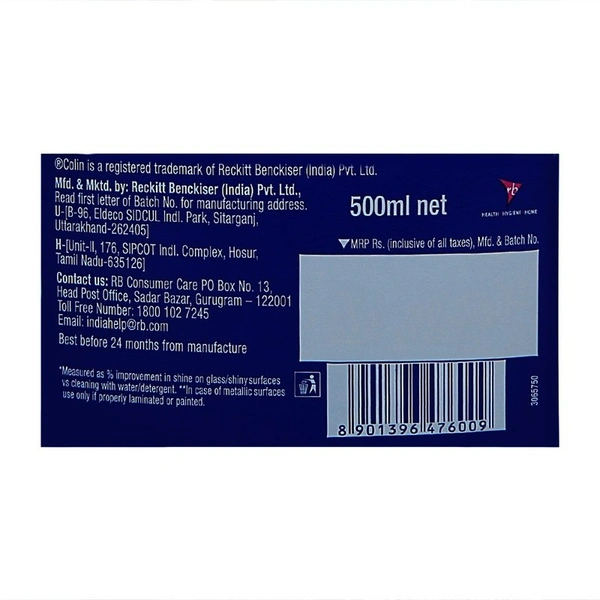 ®Colin is a registered trademark of Reckitt Benckiser (India) Pvt. Ltd.
Mfd. & Mktd. by: Reckitt Benckiser (India) Pvt. Ltd.,
Read first letter of Batch No. for manufacturing address.
U-[B-96, Eldeco SIDCUL Indl. Park, Sitarganj,
Uttarakhand-262405]
H-[Unit-II, 176, SIPCOT Indl. Complex, Hosur,
Tamil Nadu-635126]
Contact us: RB Consumer Care PO Box No. 13,
Head Post Office, Sadar Bazar, Gurugram – 122001
Toll Free Number: 1800 102 7245
Email: indiahelp@rb.com
Best before 24 months from manufacture
*Measured as % improvement in shine on glass/shiny surfaces
vs cleaning with water/detergent. **In case of metallic surfaces
use only if properly laminated or painted.
500ml net
rb
HEALTH HYGIENE HOME
▼MRP Rs. (inclusive of all taxes), Mfd. & Batch No.
8 901396 476009
3065750